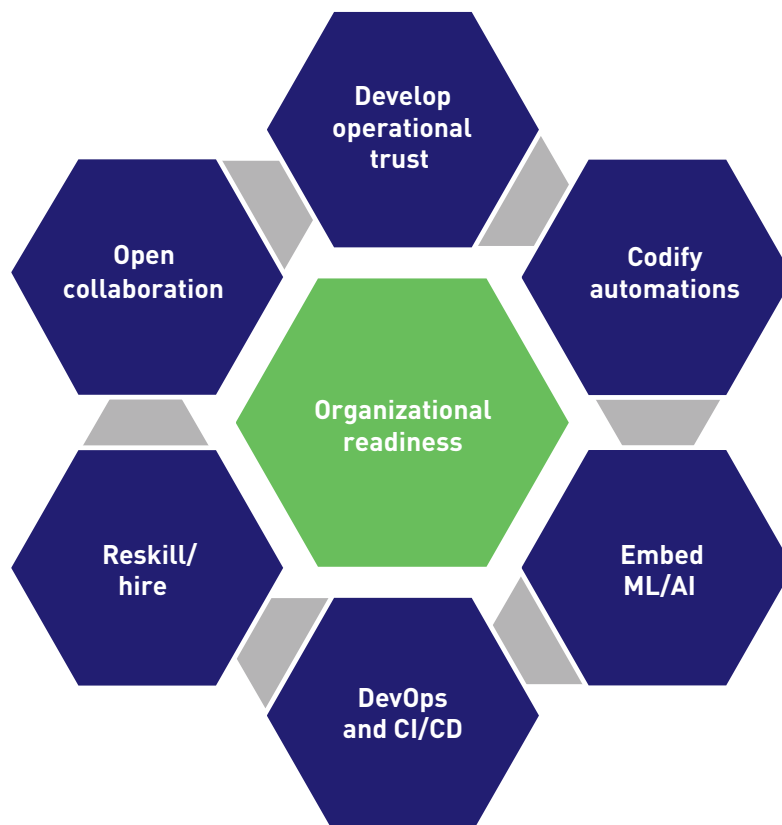 Develop
operational
trust
Open
collaboration
Codify
automations
Organizational
readiness
Reskill/
hire
Embed
ML/AI
DevOps
and CI/CD